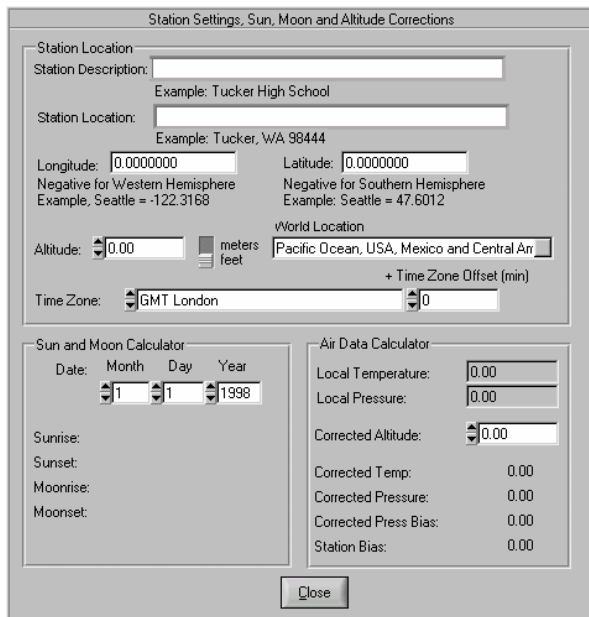 Station Settings, Sun, Moon and Altitude Corrections
Station Location
Station Description:
Example: Tucker High School
Station Location:
Example: Tucker, WA 98444
Longitude: 0.0000000 Latitude: 0.0000000
Negative for Western Hemisphere
Example, Seattle = -122.3168
Negative for Southern Hemisphere
Example: Seattle = 47.6012
World Location
Altitude: 0.00 meters
feet
Pacific Ocean, USA, Mexico and Central Am
+ Time Zone Offset (min)
Time Zone: GMT London 0
Sun and Moon Calculator
Date: Month Day Year
1 1 1998
Sunrise:
Sunset:
Moonrise:
Moonset:
Air Data Calculator
Local Temperature: 0.00
Local Pressure: 0.00
Corrected Altitude: 0.00
Corrected Temp: 0.00
Corrected Pressure: 0.00
Corrected Press Bias: 0.00
Station Bias: 0.00
Close